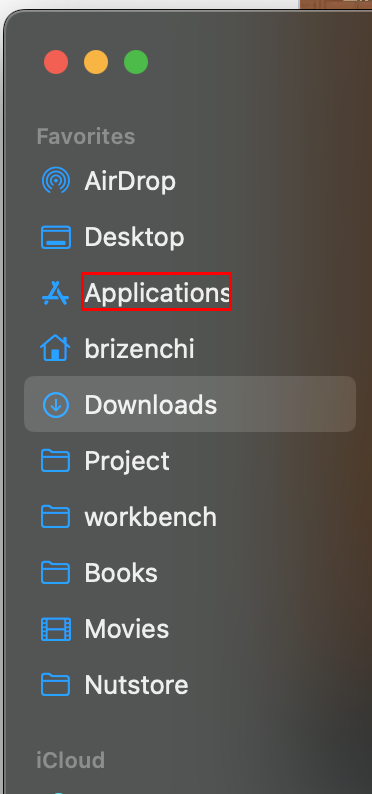 Favorites
AirDrop
Desktop
Applications
brizenchi
Downloads
Project
workbench
Books
Movies
Nutstore
iCloud